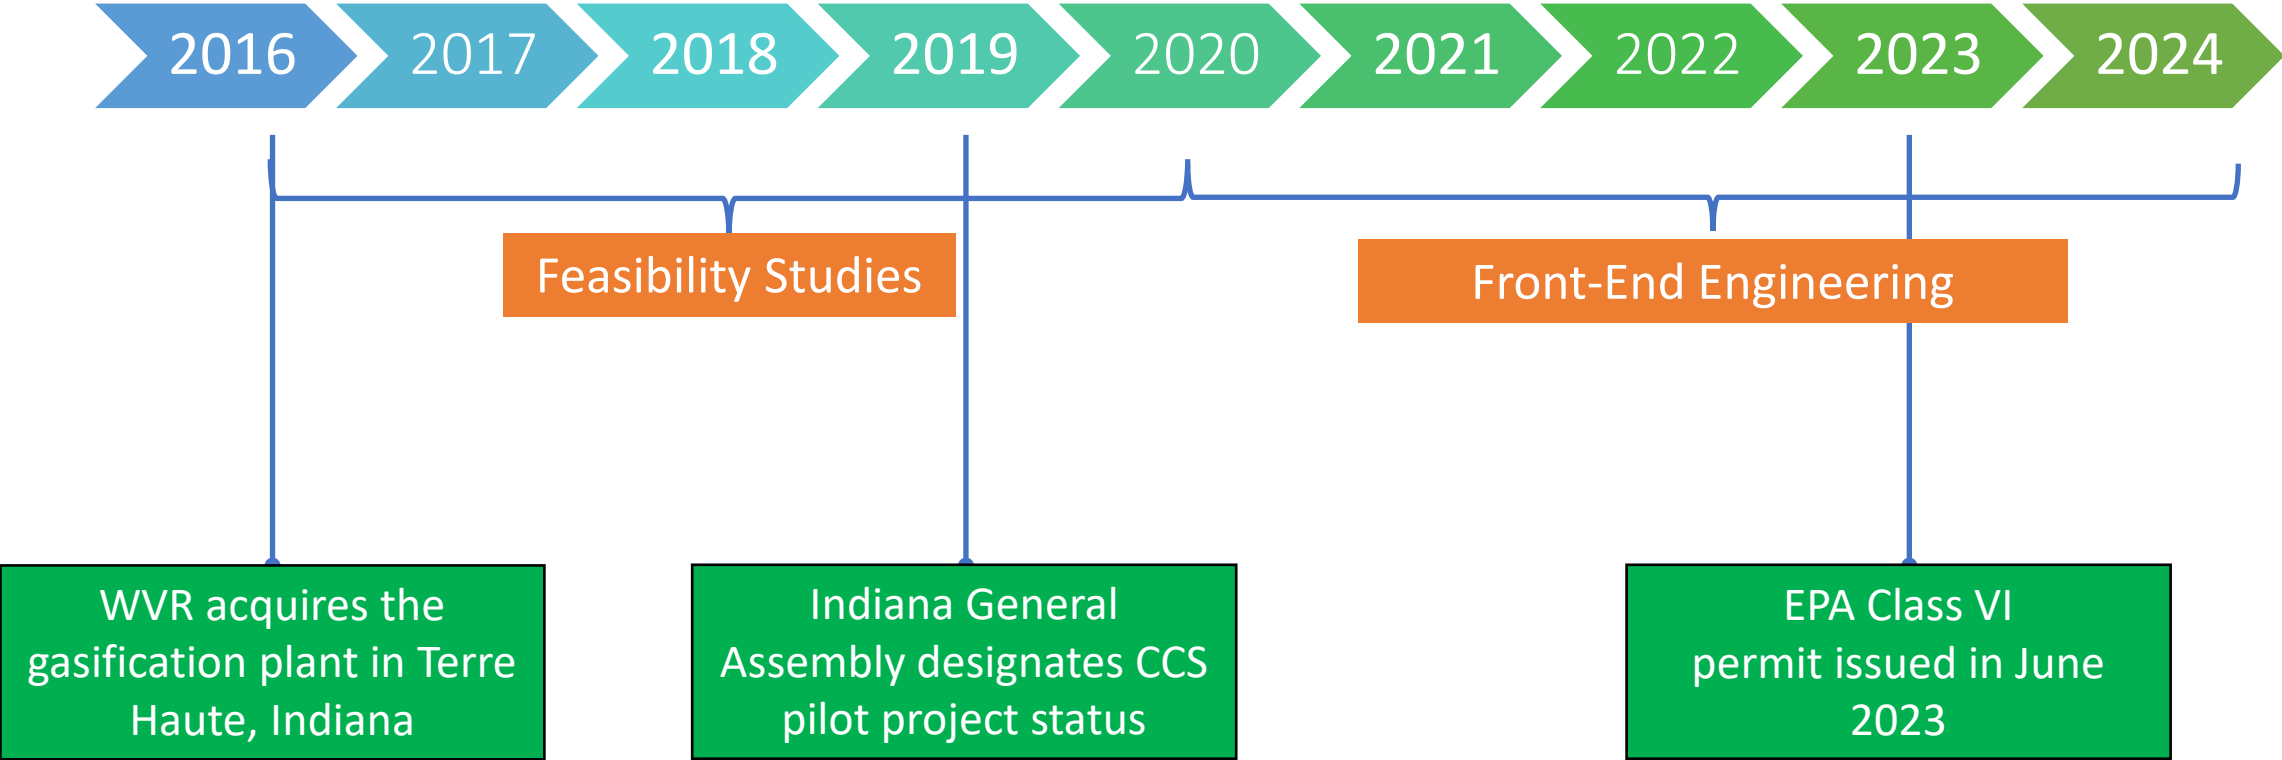 2016 2017 2018 2019 2020 2021 2022 2023 2024
Feasibility Studies
Front-End Engineering
WVR acquires the
gasification plant in Terre
Haute, Indiana
Indiana General
Assembly designates CCS
pilot project status
EPA Class VI
permit issued in June
2023